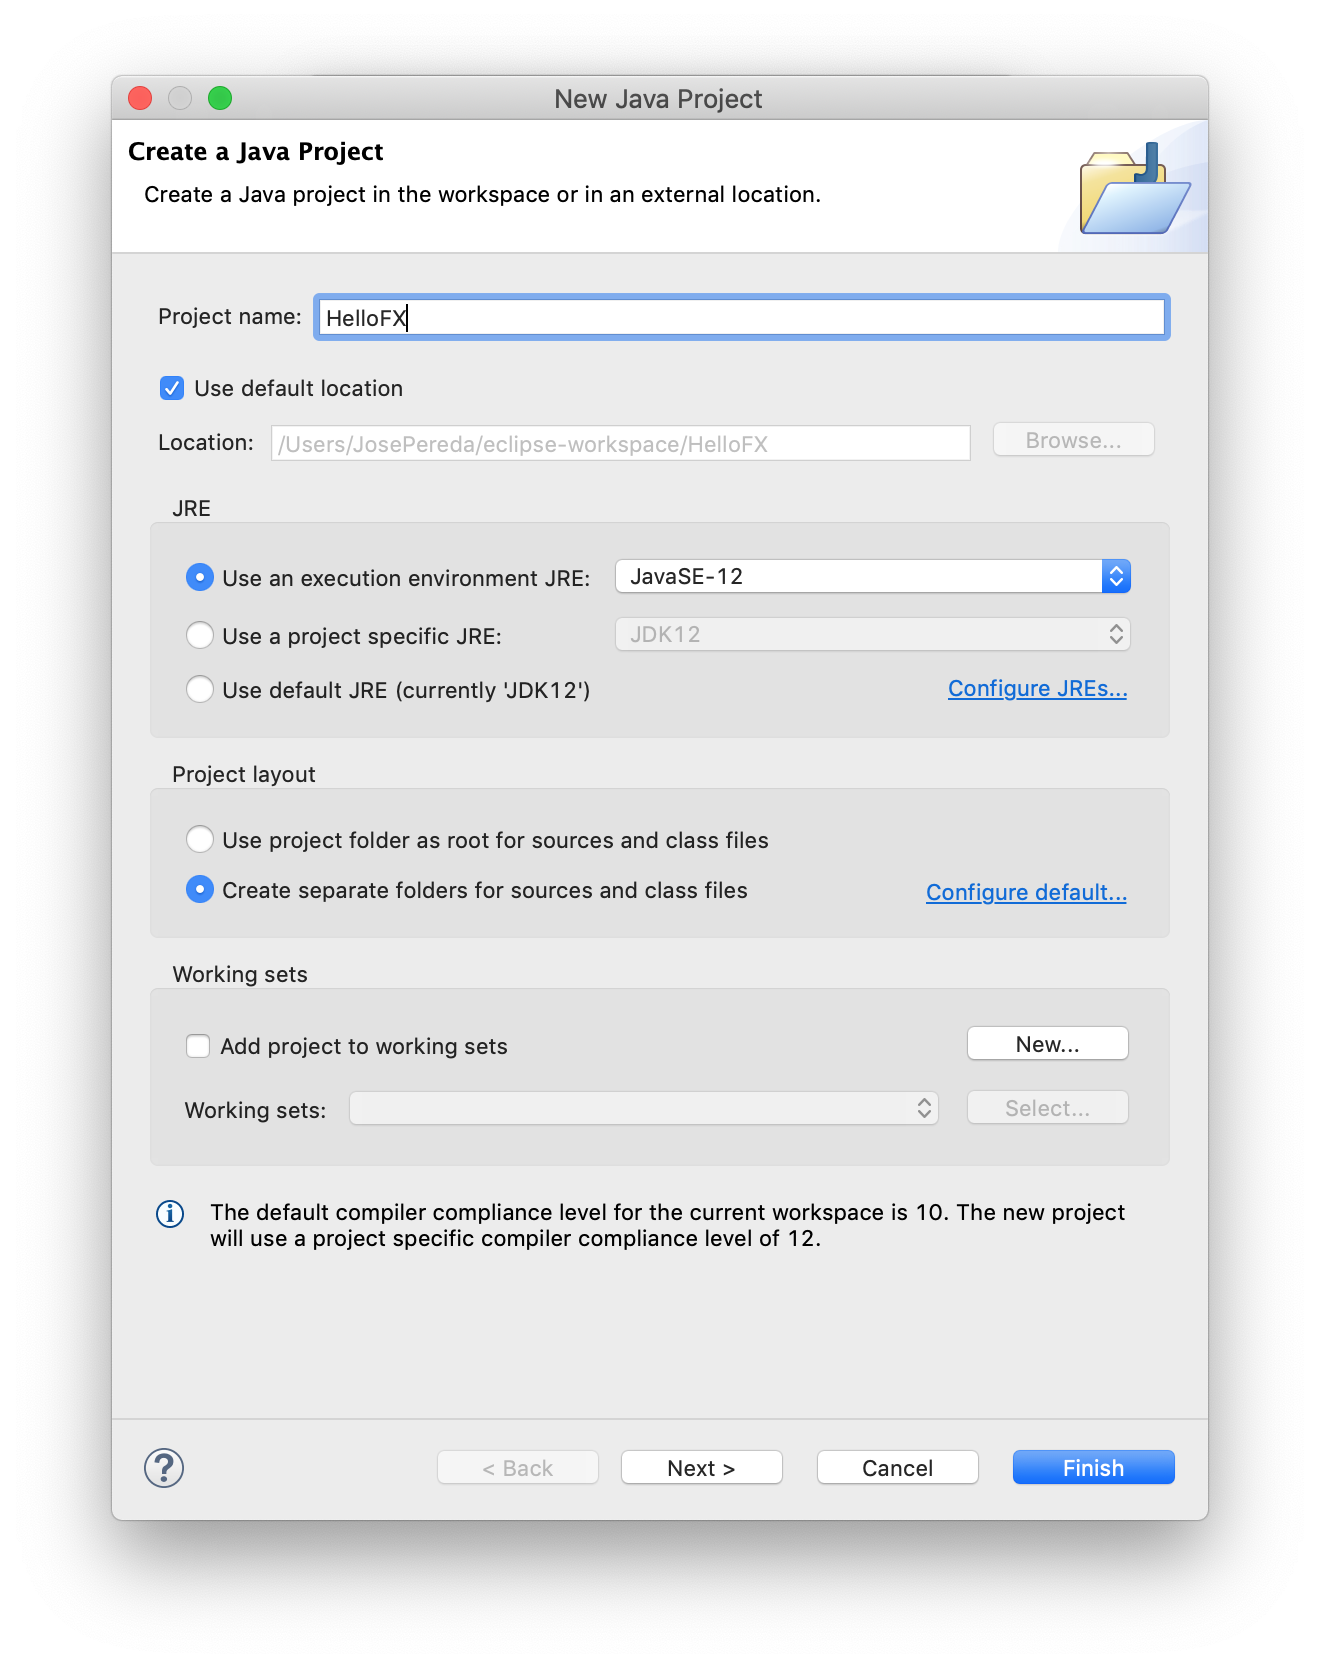 New Java Project
Create a Java Project
Create a Java project in the workspace or in an external location.
Project name: HelloFX
Use default location
Location: /Users/JosePereda/eclipse-workspace/HelloFX Browse...
JRE
Use an execution environment JRE: JavaSE-12
Use a project specific JRE: JDK12
Use default JRE (currently 'JDK12') Configure JREs...
Project layout
Use project folder as root for sources and class files
Create separate folders for sources and class files Configure default...
Working sets
Add project to working sets New...
Working sets: Select...
The default compiler compliance level for the current workspace is 10. The new project
will use a project specific compiler compliance level of 12.
? < Back Next > Cancel Finish